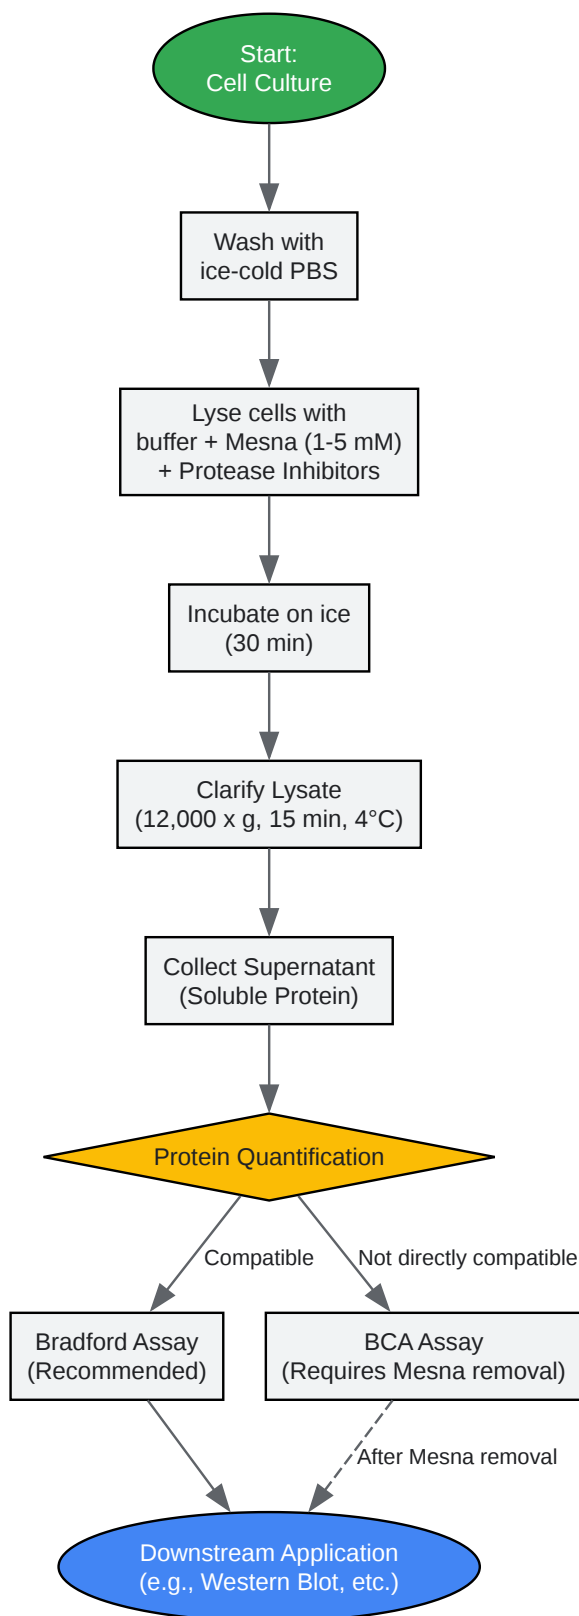 Start:
Cell Culture
Wash with
ice-cold PBS
Lyse cells with
buffer + Mesna (1-5 mM)
+ Protease Inhibitors
Incubate on ice
(30 min)
Clarify Lysate
(12,000 x g, 15 min, 4°C)
Collect Supernatant
(Soluble Protein)
Protein Quantification
Compatible
Not directly compatible
Bradford Assay
(Recommended)
BCA Assay
(Requires Mesna removal)
After Mesna removal
Downstream Application
(e.g., Western Blot, etc.)